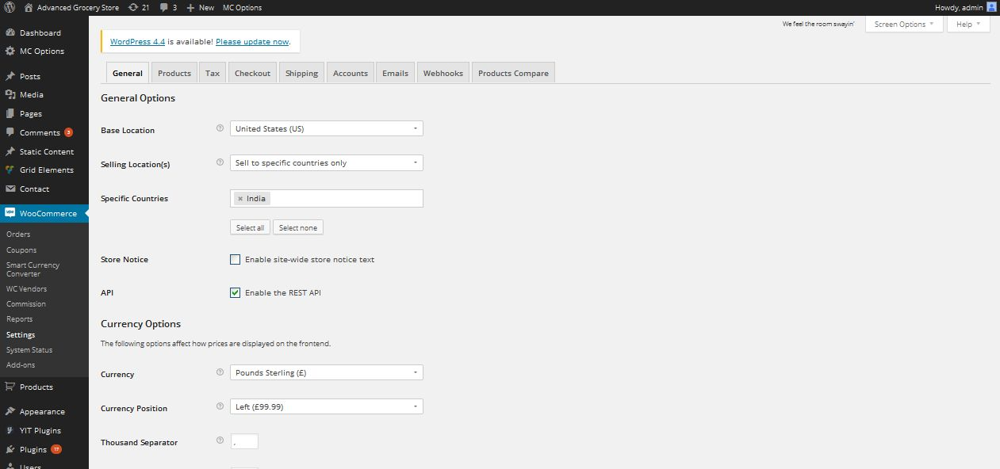 Advanced Grocery Store 21 3 New MC Options Howdy, admin
We feel the room swayin' Screen Options Help
WordPress 4.4 is available! Please update now.
Dashboard
MC Options
Posts
Media
Pages
Comments 3
Static Content
Grid Elements
Contact
WooCommerce
Orders
Coupons
Smart Currency
Converter
WC Vendors
Commission
Reports
Settings
System Status
Add-ons
Products
Appearance
YIT Plugins
Plugins 17
Users
General Products Tax Checkout Shipping Accounts Emails Webhooks Products Compare
General Options
Base Location ? United States (US)
Selling Location(s) ? Sell to specific countries only
Specific Countries × India
Select all Select none
Store Notice Enable site-wide store notice text
API Enable the REST API
Currency Options
The following options affect how prices are displayed on the frontend.
Currency ? Pounds Sterling (£)
Currency Position ? Left (£99.99)
Thousand Separator ? ,